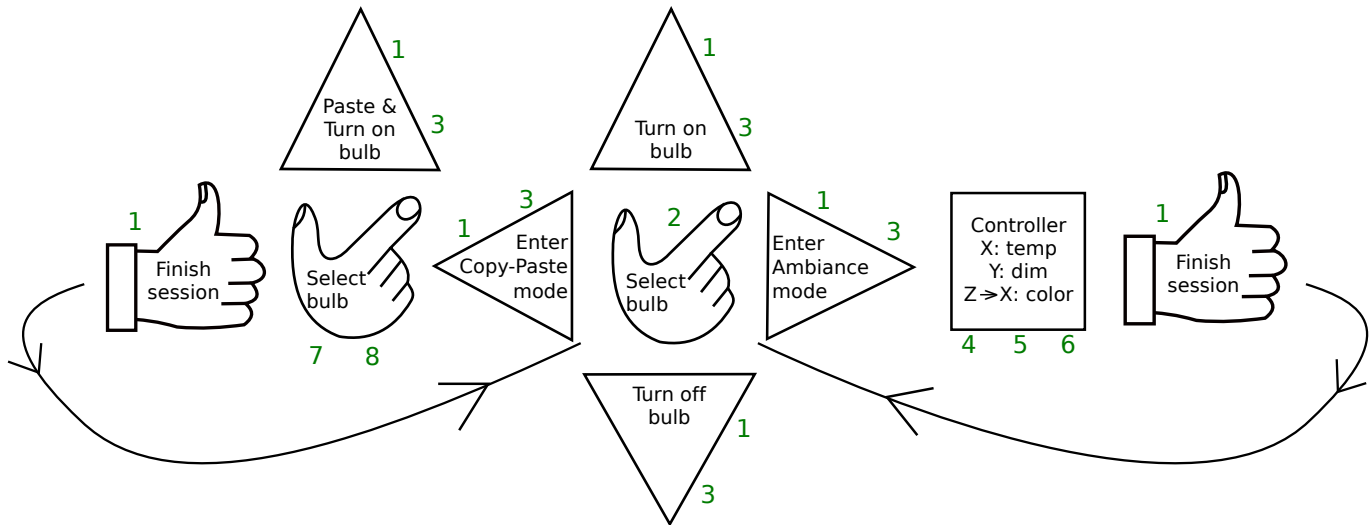 1
3
Paste &
Turn on
bulb
1
3
Turn on
bulb
1
Finish
session
Select
bulb
7 8
1
3
Enter
Copy-Paste
mode
2
Select
bulb
1
3
Enter
Ambiance
mode
Controller
X: temp
Y: dim
Z→X: color
4 5 6
1
Finish
session
Turn off
bulb
1
3